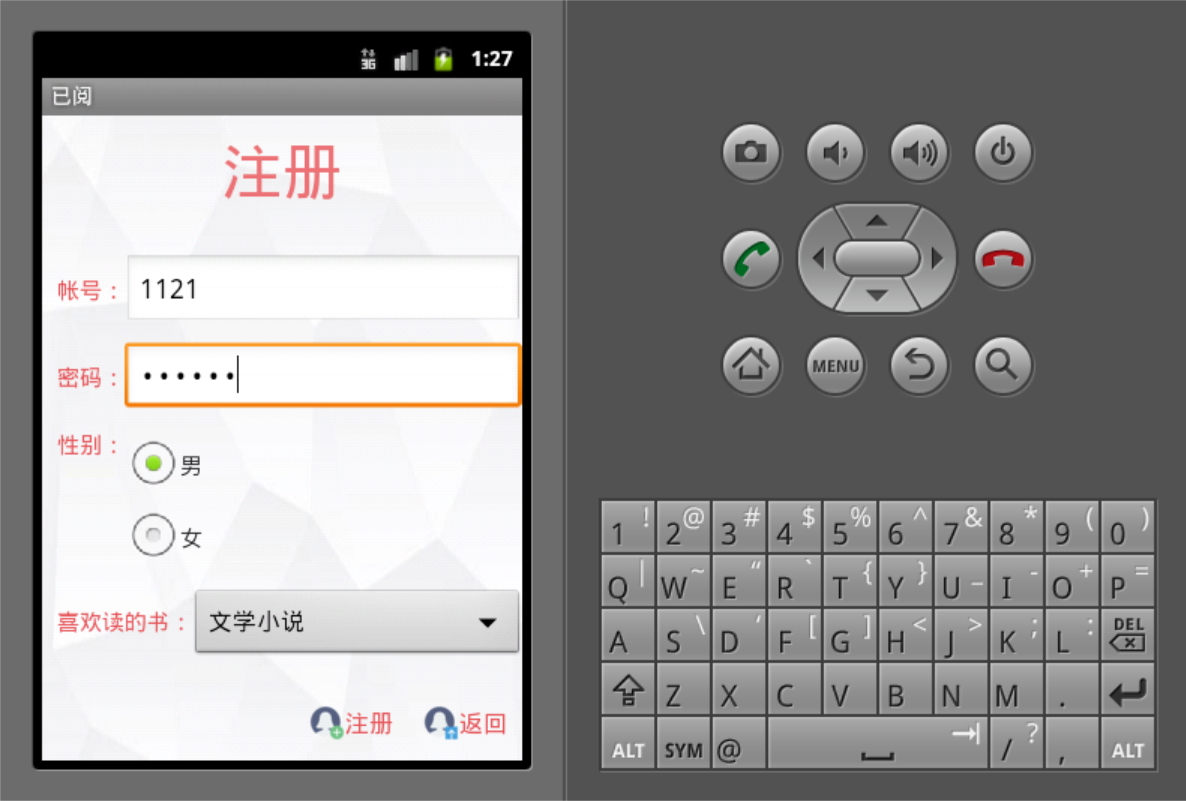 3G 1:27
已阅
注册
帐号： 1121
密码： ••••••
性别： 男
女
喜欢读的书： 文学小说
注册 返回
MENU
1 ! 2 @ 3 # 4 $ 5 % 6 ^ 7 & 8 * 9 ( 0 )
Q | W ~ E “ R ` T { Y } U _ I - O + P =
A S \ D ‘ F [ G ] H < J > K ; L : DEL
Z X C V B N M .
ALT SYM @ / ? , ALT